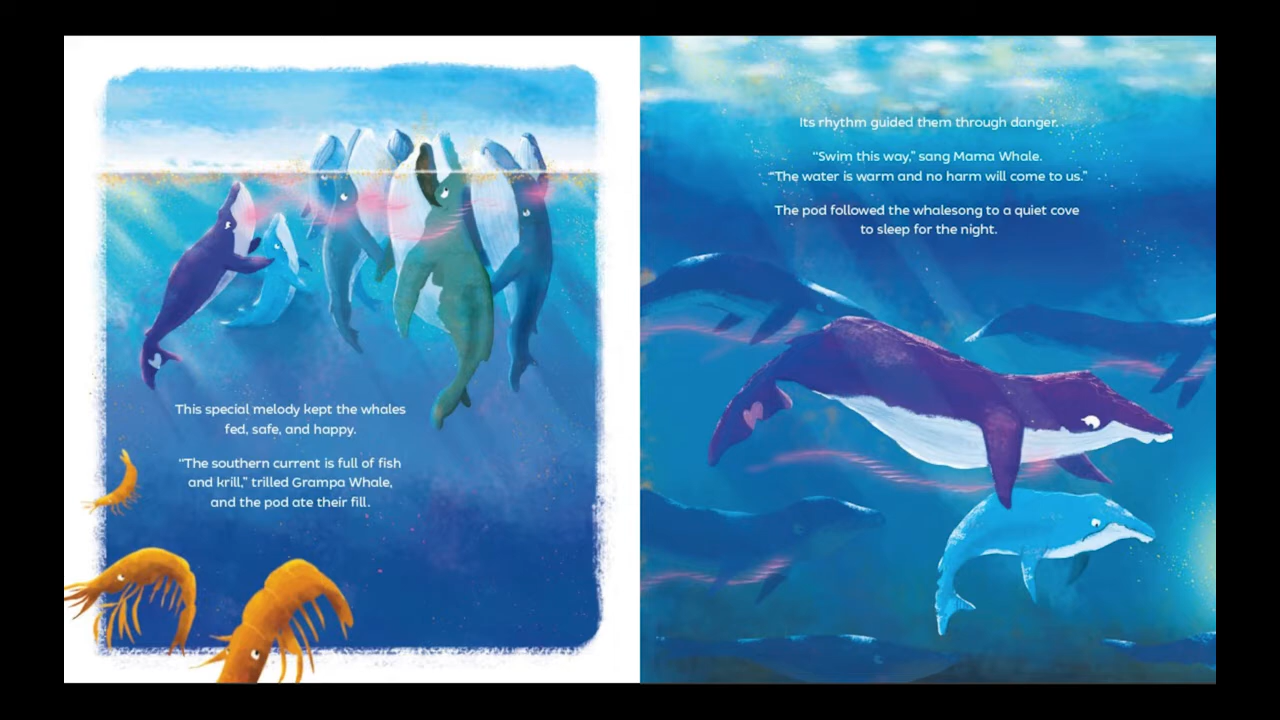 This special melody kept the whales
fed, safe, and happy.
“The southern current is full of fish
and krill,” trilled Grampa Whale,
and the pod ate their fill.
Its rhythm guided them through danger.
“Swim this way,” sang Mama Whale.
“The water is warm and no harm will come to us.”
The pod followed the whalesong to a quiet cove
to sleep for the night.